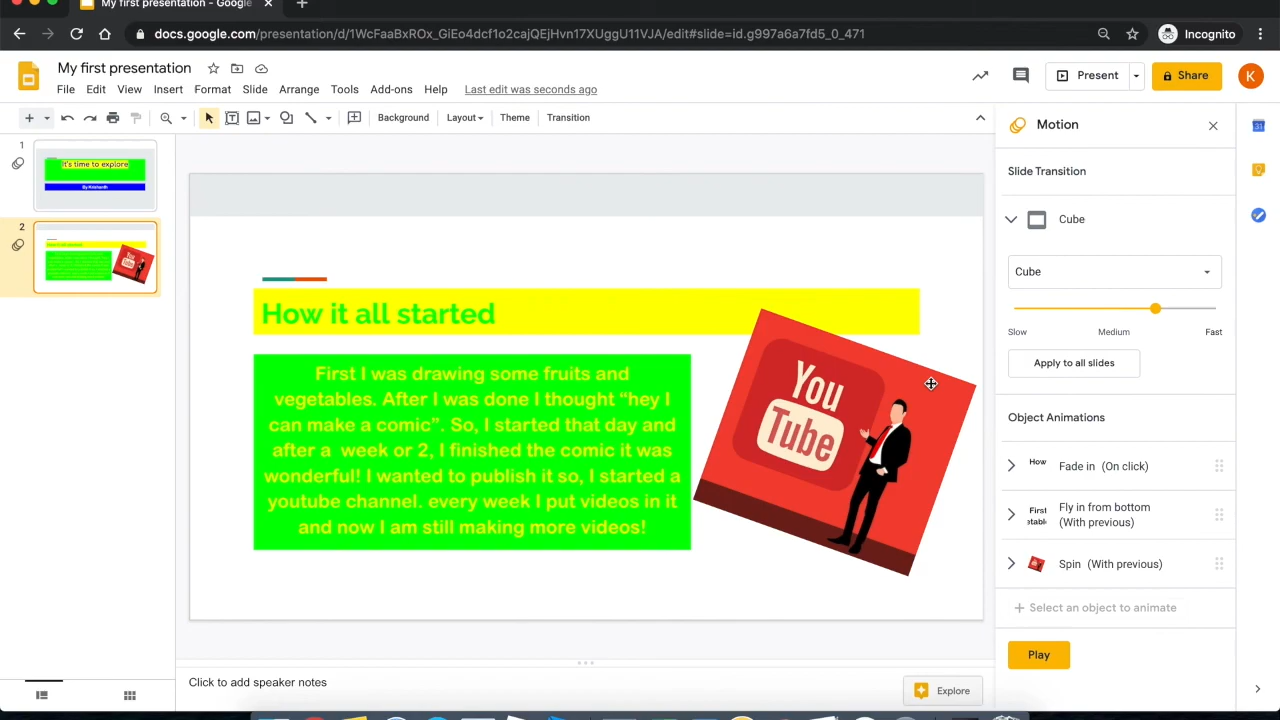 My first presentation - Google
docs.google.com/presentation/d/1WcFaaBxROx_GiEo4dcf1o2cajQEjHvn17XUggU11VJA/edit#slide=id.g997a6a7fd5_0_471
Incognito
My first presentation
File Edit View Insert Format Slide Arrange Tools Add-ons Help Last edit was seconds ago
Present
Share
K
Background Layout Theme Transition
1
It's time to explore
2
How it all started
First I was drawing some fruits and
vegetables. After I was done I thought “hey I
can make a comic”. So, I started that day and
after a week or 2, I finished the comic it was
wonderful! I wanted to publish it so, I started a
youtube channel. every week I put videos in it
and now I am still making more videos!
You
Tube
Click to add speaker notes
Explore
Motion
Slide Transition
Cube
Cube
Slow Medium Fast
Apply to all slides
Object Animations
How Fade in (On click)
First Fly in from bottom
(With previous)
Spin (With previous)
+ Select an object to animate
Play
31